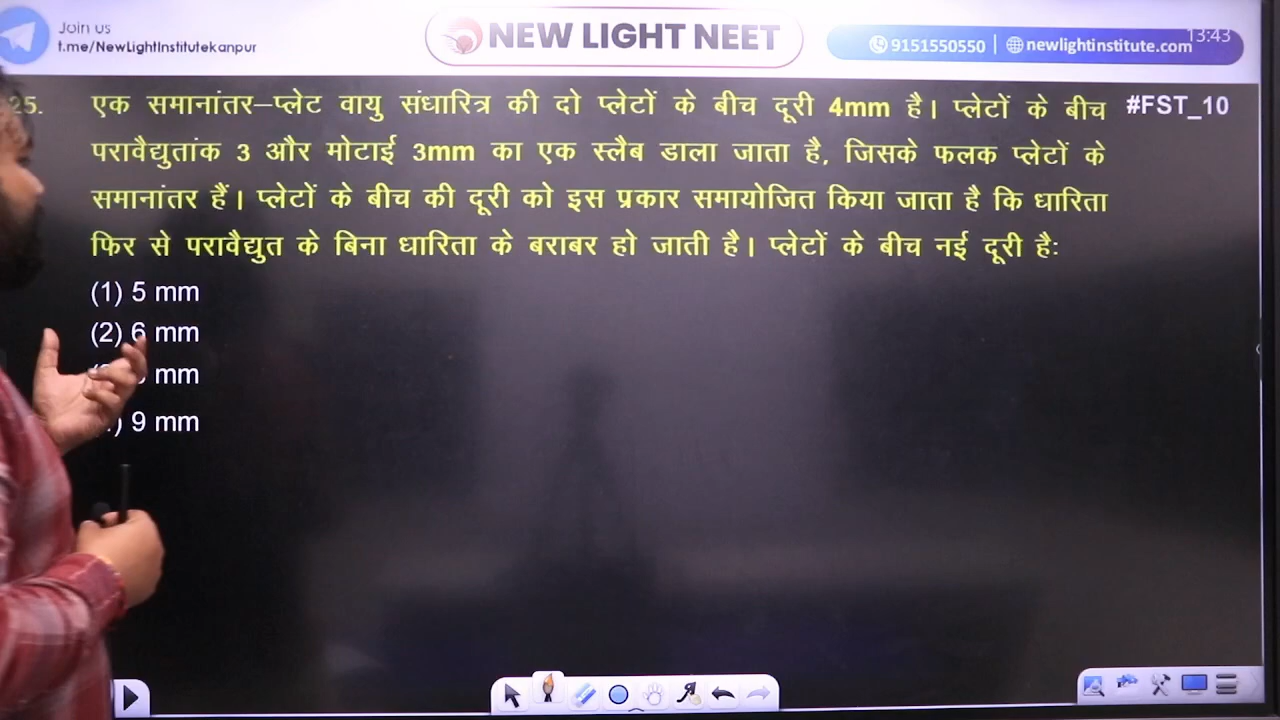 Join us
t.me/NewLightInstitutekanpur
NEW LIGHT NEET
9151550550 | newlightinstitute.com
13:43
25. एक समानांतर–प्लेट वायु संधारित्र की दो प्लेटों के बीच दूरी 4mm है। प्लेटों के बीच #FST_10
परावैद्युतांक 3 और मोटाई 3mm का एक स्लैब डाला जाता है, जिसके फलक प्लेटों के
समानांतर हैं। प्लेटों के बीच की दूरी को इस प्रकार समायोजित किया जाता है कि धारिता
फिर से परावैद्युत के बिना धारिता के बराबर हो जाती है। प्लेटों के बीच नई दूरी है:
(1) 5 mm
(2) 6 mm
mm
) 9 mm